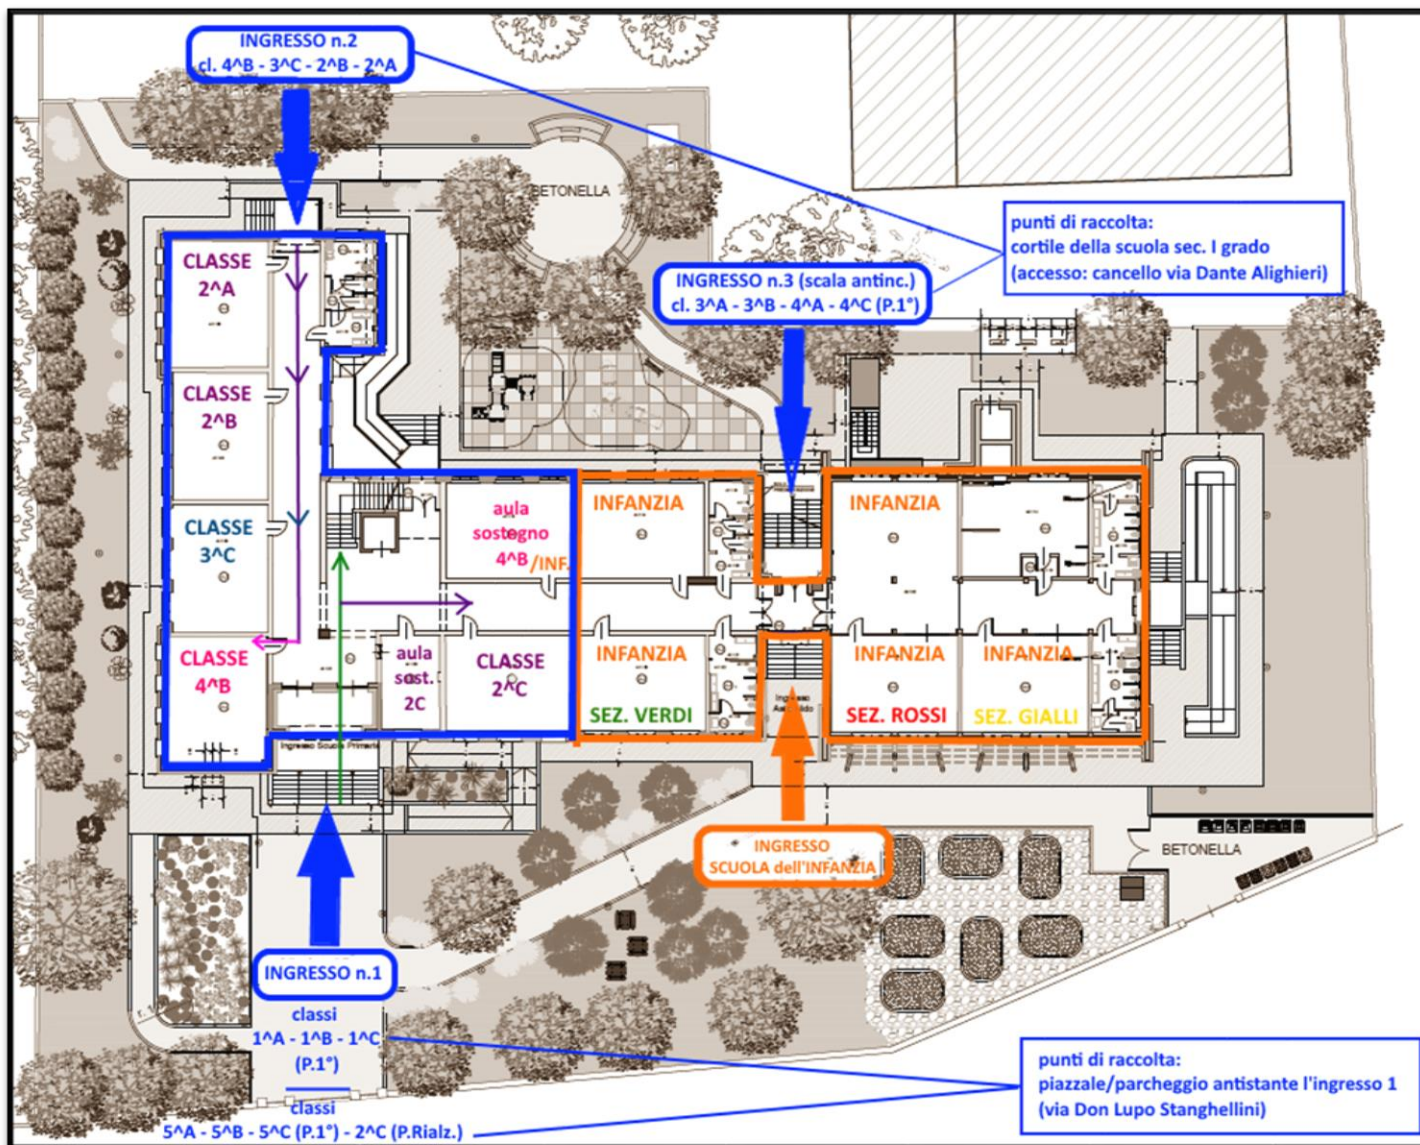 INGRESSO n.2
cl. 4^B - 3^C - 2^B - 2^A
BETONELLA
punti di raccolta:
cortile della scuola sec. I grado
(accesso: cancello via Dante Alighieri)
INGRESSO n.3 (scala antinc.)
cl. 3^A - 3^B - 4^A - 4^C (P.1°)
CLASSE
2^A
CLASSE
2^B
CLASSE
3^C
CLASSE
4^B
aula
sostegno
4^B
/INF.
aula
sost.
2C
CLASSE
2^C
INFANZIA
INFANZIA
INFANZIA
SEZ. VERDI
INFANZIA
SEZ. ROSSI
INFANZIA
SEZ. GIALLI
Ingresso Scuola Primaria
Ingresso
INGRESSO
SCUOLA dell'INFANZIA
BETONELLA
INGRESSO n.1
classi
1^A - 1^B - 1^C
(P.1°)
classi
5^A - 5^B - 5^C (P.1°) - 2^C (P.Rialz.)
punti di raccolta:
piazzale/parcheggio antistante l'ingresso 1
(via Don Lupo Stanghellini)